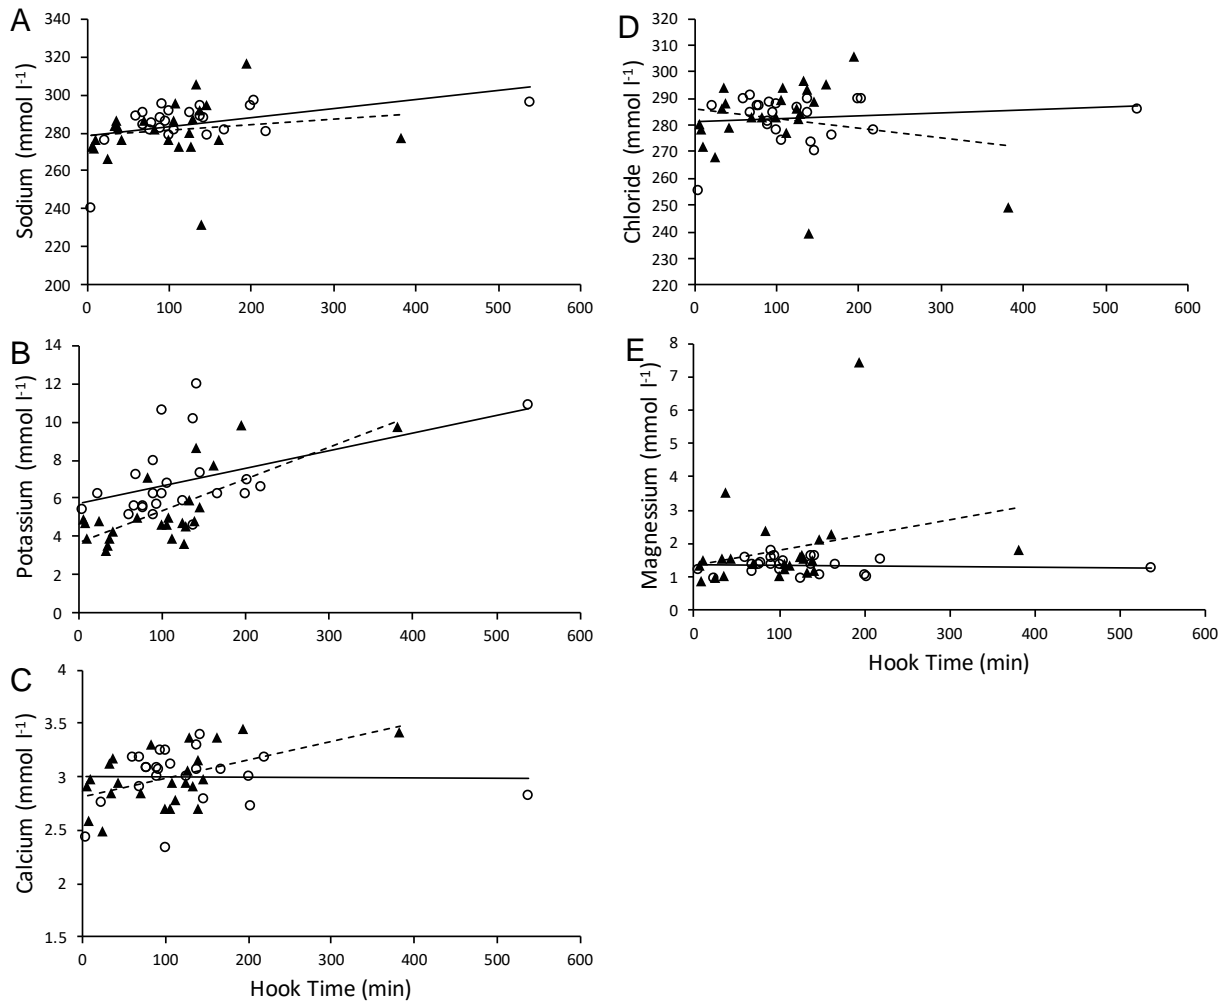 A
Sodium (mmol l-1)
340
320
300
280
260
240
220
200
0 100 200 300 400 500 600
B
Potassium (mmol l-1)
14
12
10
8
6
4
2
0
0 100 200 300 400 500 600
C
Calcium (mmol l-1)
4
3.5
3
2.5
2
1.5
0 100 200 300 400 500 600
Hook Time (min)
D
Chloride (mmol l-1)
320
310
300
290
280
270
260
250
240
230
220
0 100 200 300 400 500 600
E
Magnessium (mmol l-1)
8
7
6
5
4
3
2
1
0
0 100 200 300 400 500 600
Hook Time (min)